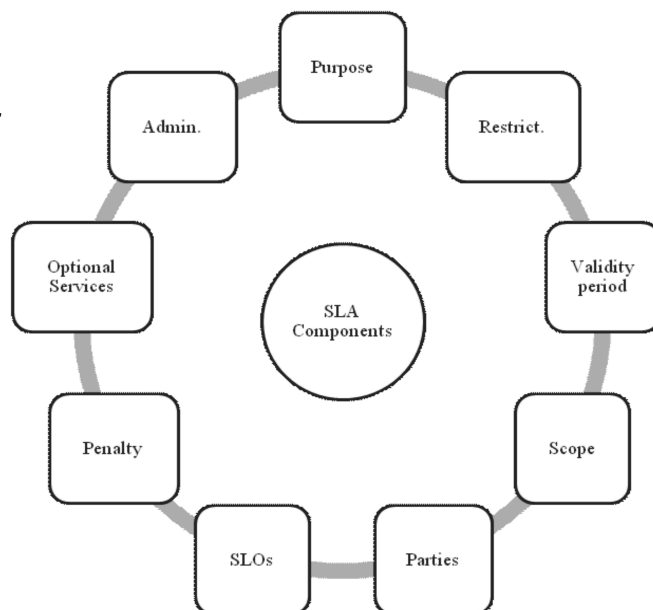 Purpose
Admin.
Restrict.
Optional
Services
Validity
period
SLA
Components
Penalty
Scope
SLOs
Parties